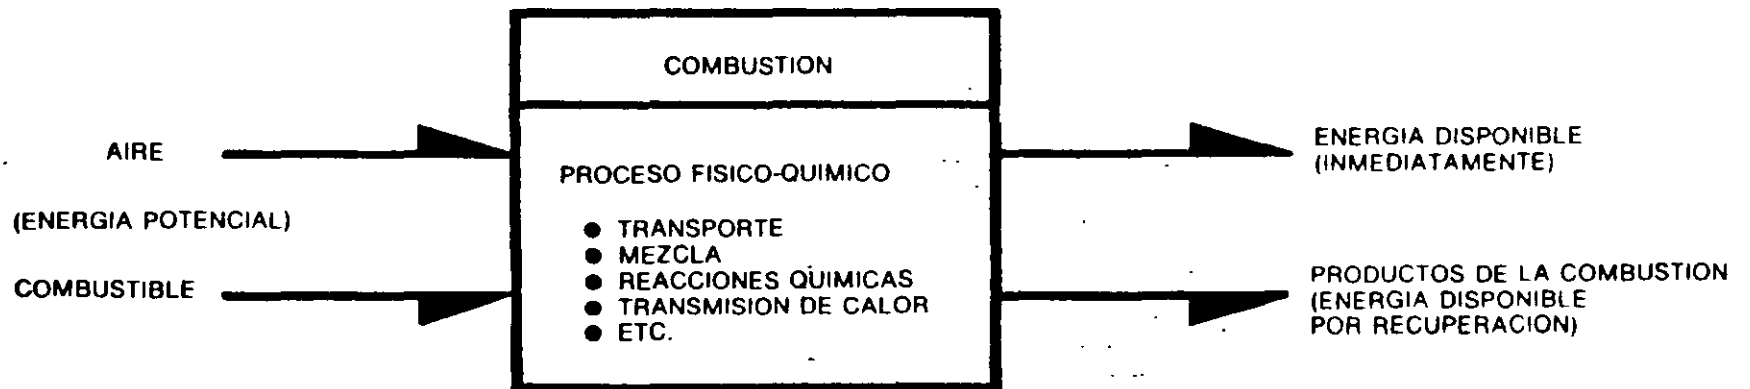 COMBUSTION
AIRE
(ENERGIA POTENCIAL)
COMBUSTIBLE
PROCESO FISICO-QUIMICO
● TRANSPORTE
● MEZCLA
● REACCIONES QUIMICAS
● TRANSMISION DE CALOR
● ETC.
ENERGIA DISPONIBLE
(INMEDIATAMENTE)
PRODUCTOS DE LA COMBUSTION
(ENERGIA DISPONIBLE
POR RECUPERACION)